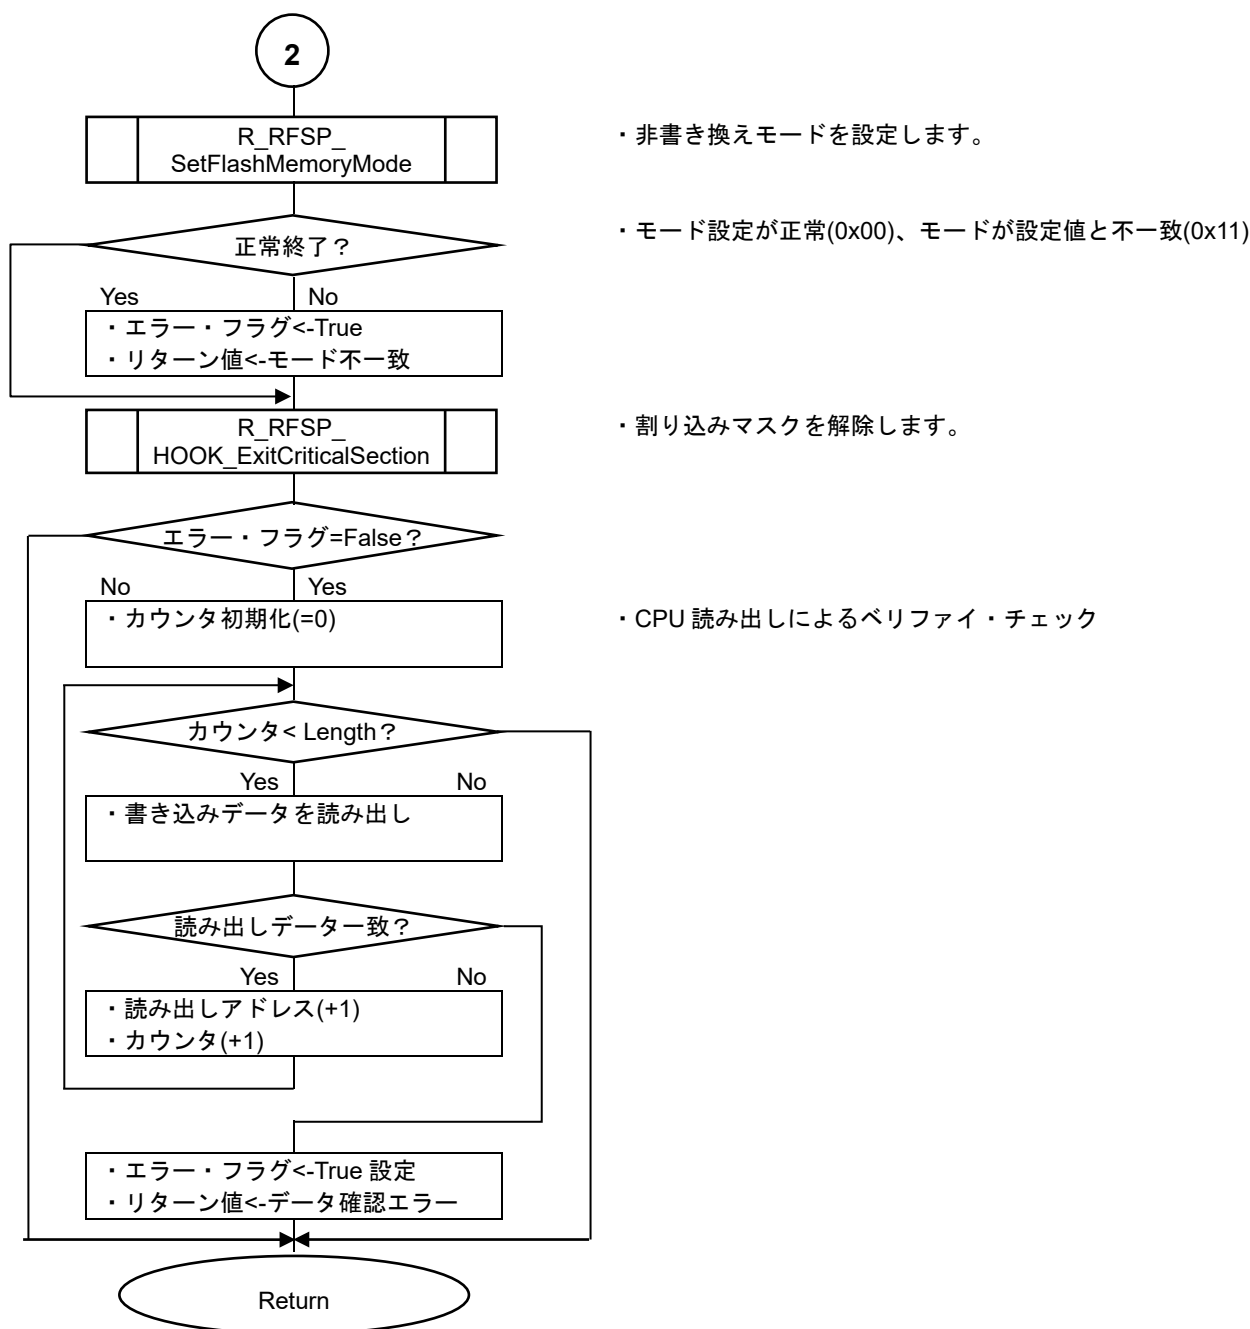 2
R_RFSP_
SetFlashMemoryMode
・非書き換えモードを設定します。
正常終了？
・モード設定が正常(0x00)、モードが設定値と不一致(0x11)
Yes
No
・エラー・フラグ<-True
・リターン値<-モード不一致
R_RFSP_
HOOK_ExitCriticalSection
・割り込みマスクを解除します。
エラー・フラグ=False？
No
Yes
・カウンタ初期化(=0)
・CPU 読み出しによるベリファイ・チェック
カウンタ< Length？
Yes
No
・書き込みデータを読み出し
読み出しデータ一致？
Yes
No
・読み出しアドレス(+1)
・カウンタ(+1)
・エラー・フラグ<-True 設定
・リターン値<-データ確認エラー
Return